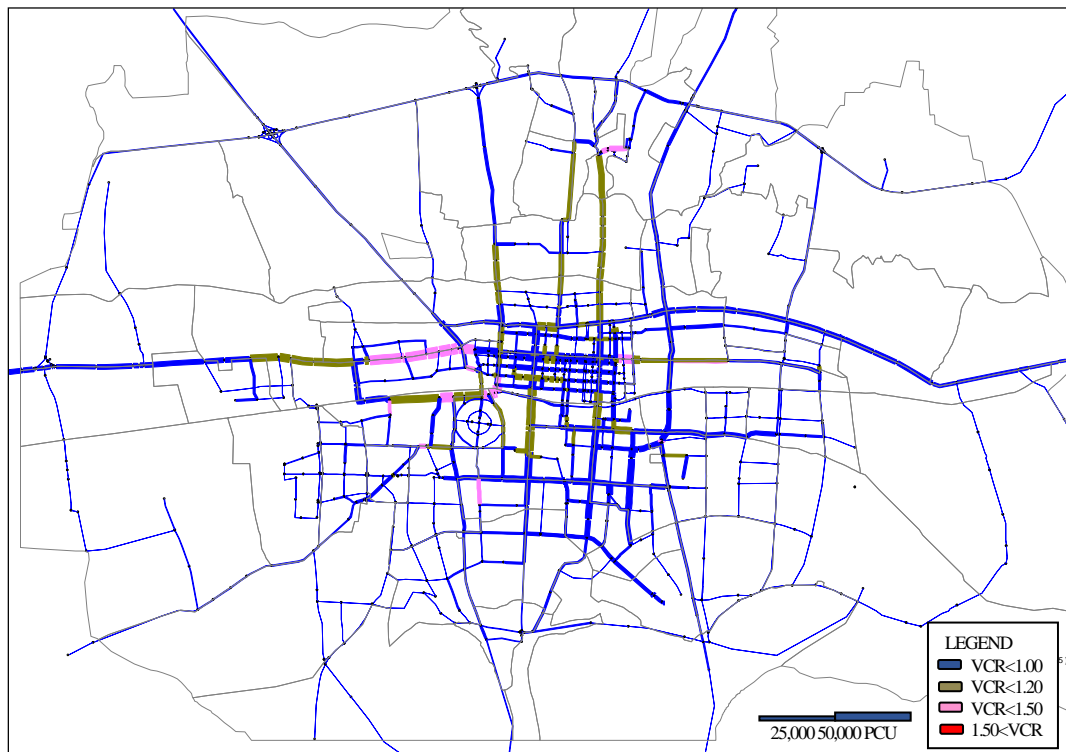 LEGEND
VCR<1.00
VCR<1.20
VCR<1.50
1.50<VCR
25,000 50,000 PCU